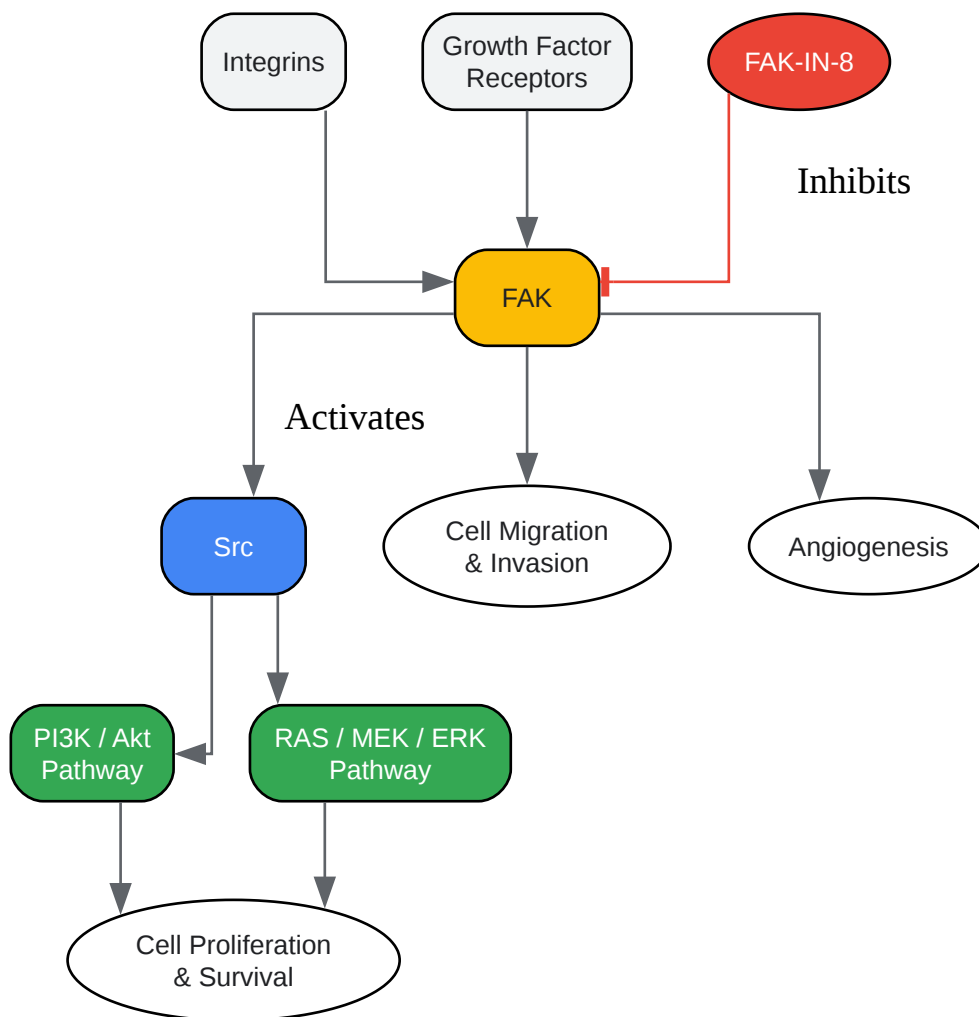 Integrins
Growth Factor
Receptors
FAK-IN-8
Inhibits
FAK
Activates
Src
Cell Migration
& Invasion
Angiogenesis
PI3K / Akt
Pathway
RAS / MEK / ERK
Pathway
Cell Proliferation
& Survival